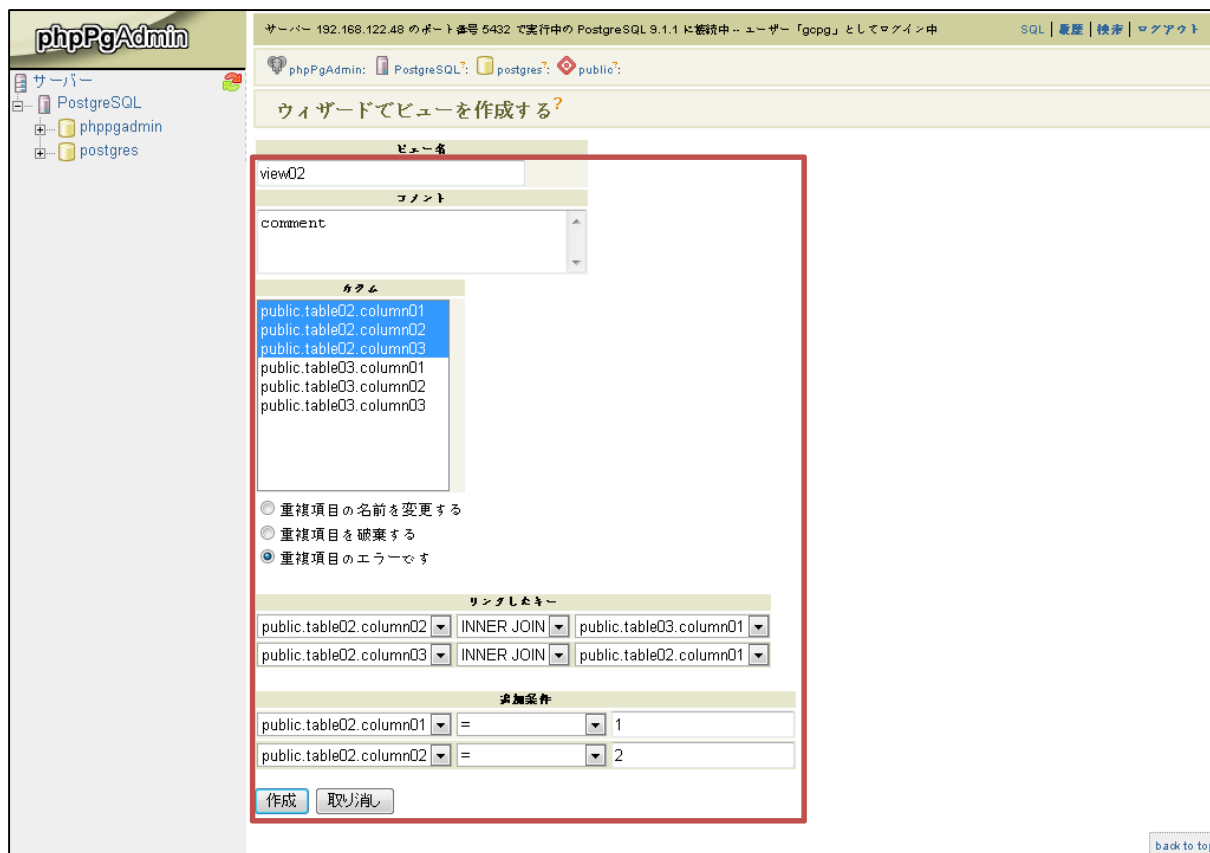 phpPgAdmin
サーバー 192.168.122.48 のポート番号 5432 で実行中の PostgreSQL 9.1.1 に接続中 -- ユーザー「gcpg」としてログイン中
SQL | 履歴 | 検索 | ログアウト
phpPgAdmin: PostgreSQL?: postgres?: public?:
サーバー
PostgreSQL
phppgadmin
postgres
ウィザードでビューを作成する?
ビュー名
view02
コメント
comment
カラム
public.table02.column01
public.table02.column02
public.table02.column03
public.table03.column01
public.table03.column02
public.table03.column03
重複項目の名前を変更する
重複項目を破棄する
重複項目のエラーです
リンクしたキー
public.table02.column02 INNER JOIN public.table03.column01
public.table02.column03 INNER JOIN public.table02.column01
追加条件
public.table02.column01 = 1
public.table02.column02 = 2
作成 取り消し
back to top